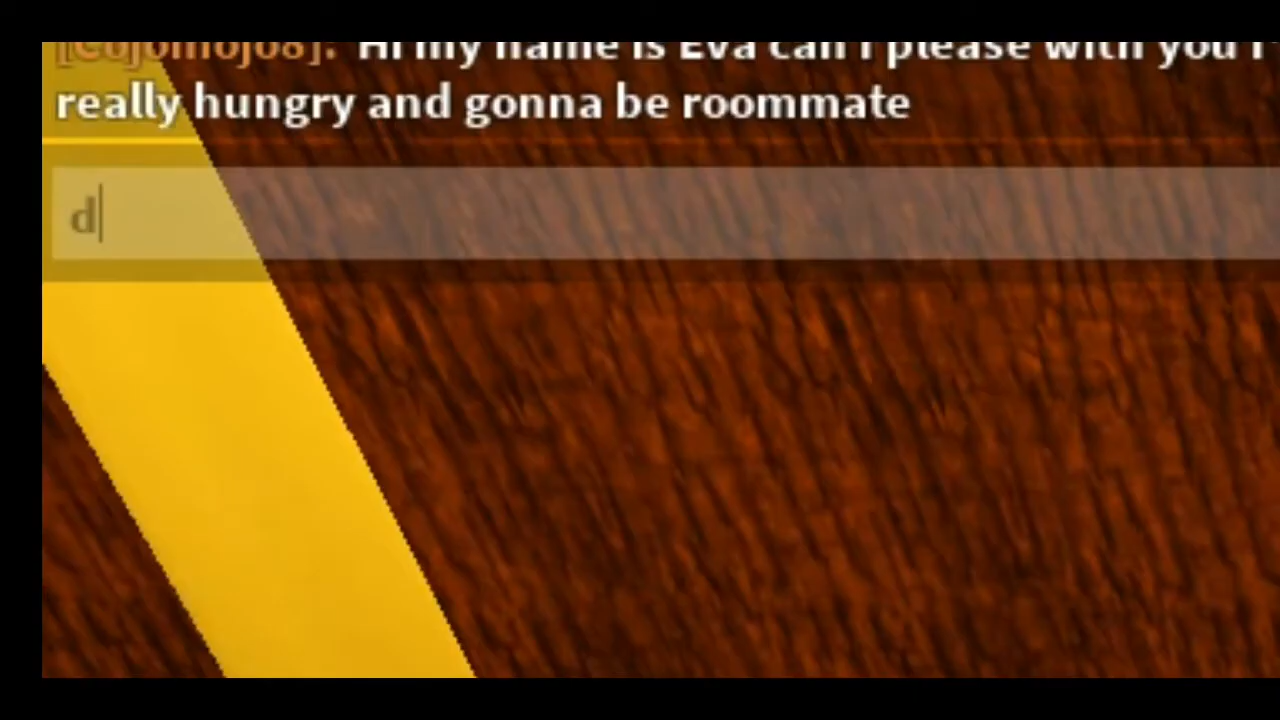 Hi my name is Eva can I please with you I
really hungry and gonna be roommate
d